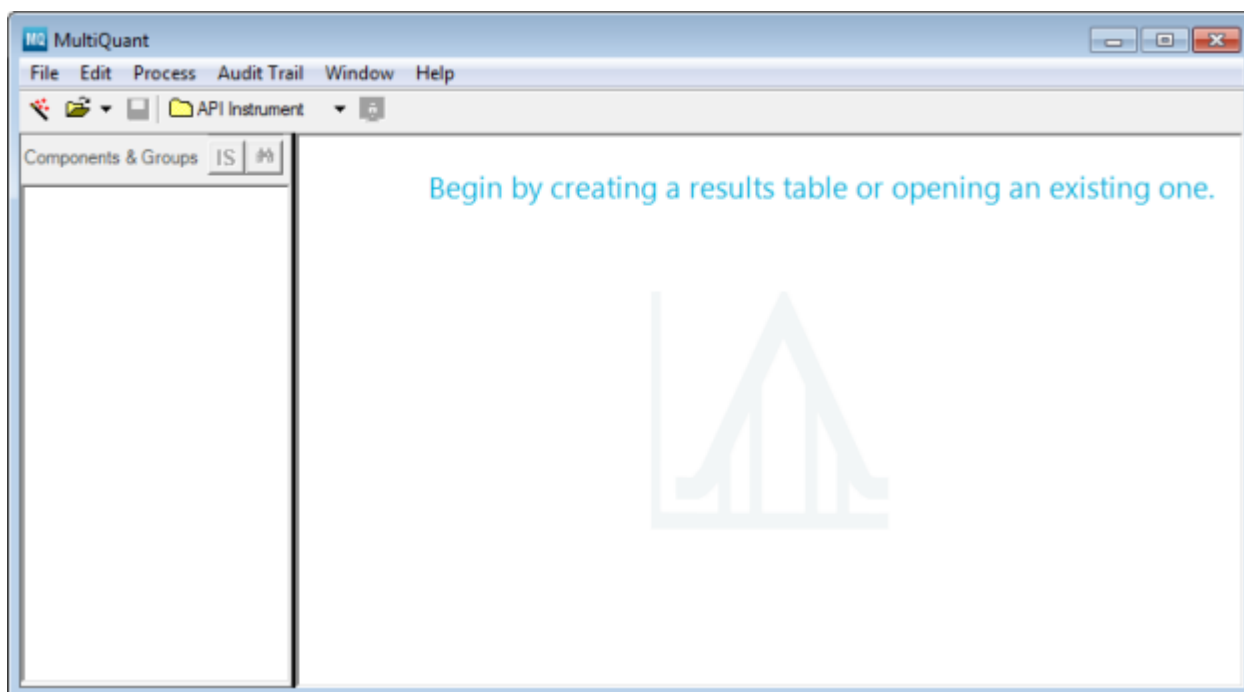 MQ MultiQuant
File Edit Process Audit Trail Window Help
API Instrument
Components & Groups IS
Begin by creating a results table or opening an existing one.